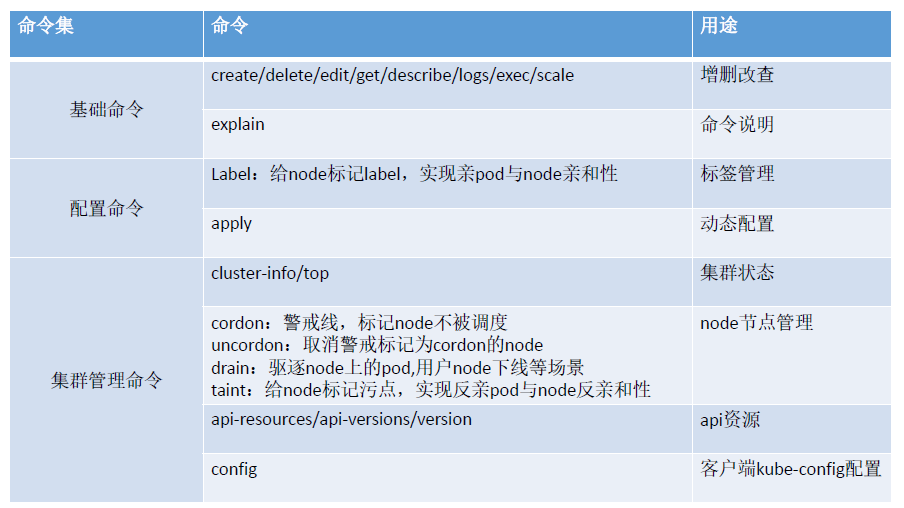 命令集 命令 用途
基础命令
create/delete/edit/get/describe/logs/exec/scale 增删改查
explain 命令说明
配置命令
Label：给node标记label，实现亲pod与node亲和性 标签管理
apply 动态配置
集群管理命令
cluster-info/top 集群状态
cordon：警戒线，标记node不被调度 node节点管理
uncordon：取消警戒标记为cordon的node
drain：驱逐node上的pod,用户node下线等场景
taint：给node标记污点，实现反亲pod与node反亲和性
api-resources/api-versions/version api资源
config 客户端kube-config配置